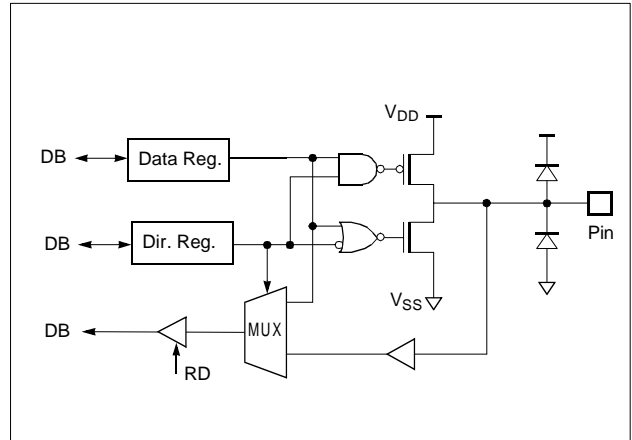 VDD
DB
Data Reg.
DB
Dir. Reg.
Pin
VSS
DB
MUX
RD